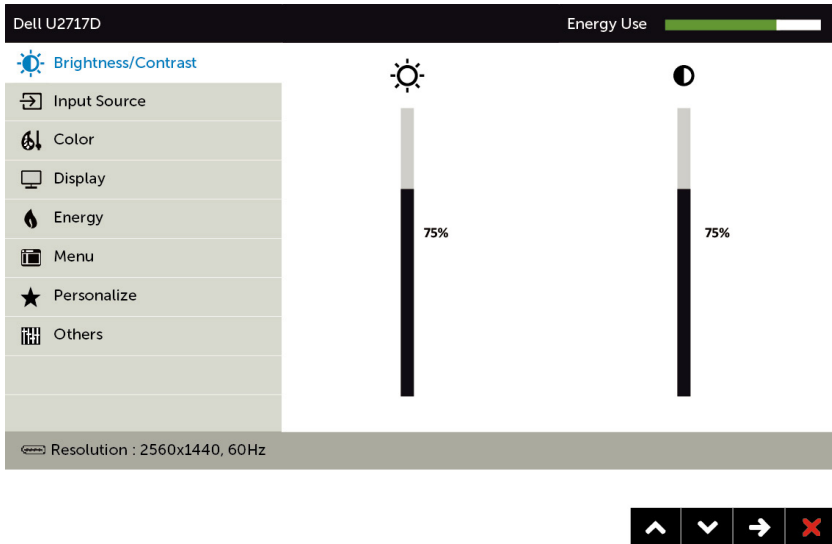 Dell U2717D
Energy Use
Brightness/Contrast
Input Source
Color
Display
Energy
Menu
Personalize
Others
75%
75%
Resolution : 2560x1440, 60Hz